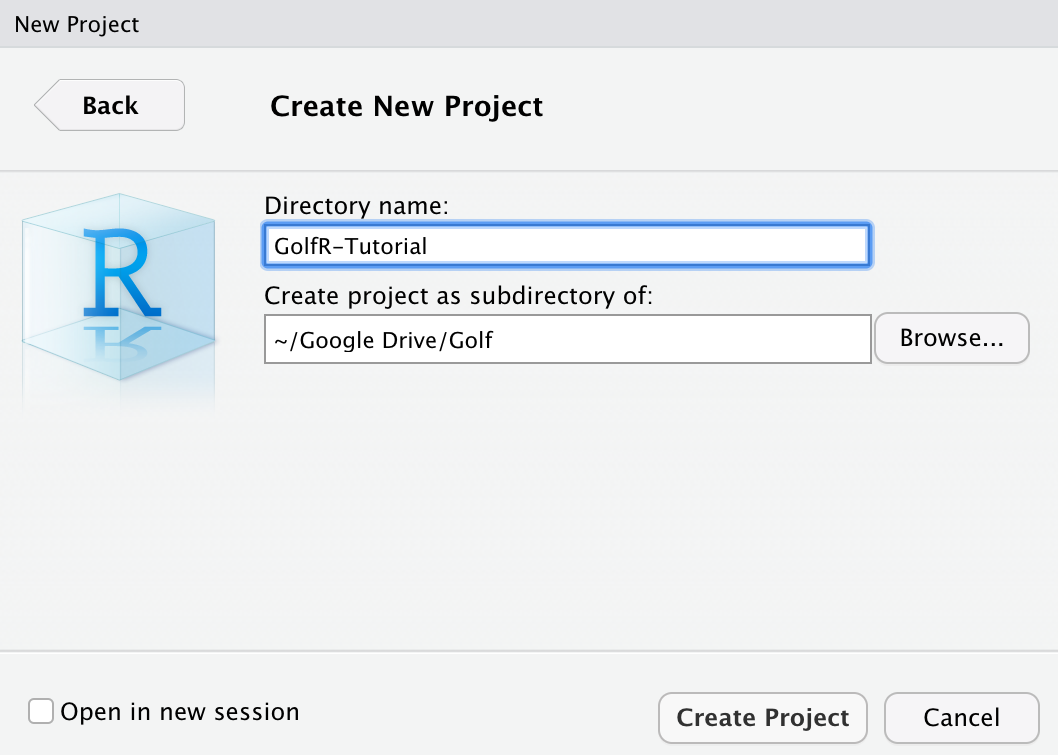 New Project
Back
Create New Project
R
Directory name:
GolfR-Tutorial
Create project as subdirectory of:
~/Google Drive/Golf
Browse...
Open in new session
Create Project
Cancel